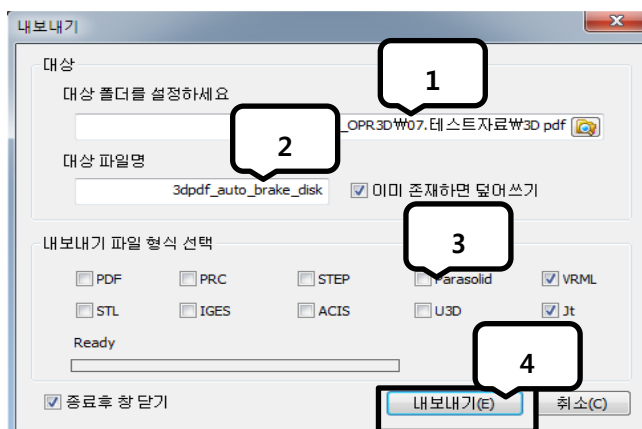 내보내기
대상
1
대상 폴더를 설정하세요
_OPR3D₩07.테스트자료₩3D pdf
2
대상 파일명
3dpdf_auto_brake_disk 이미 존재하면 덮어쓰기
내보내기 파일 형식 선택
3
PDF PRC STEP Parasolid VRML
STL IGES ACIS U3D Jt
Ready
4
종료후 창 닫기 내보내기(E) 취소(C)